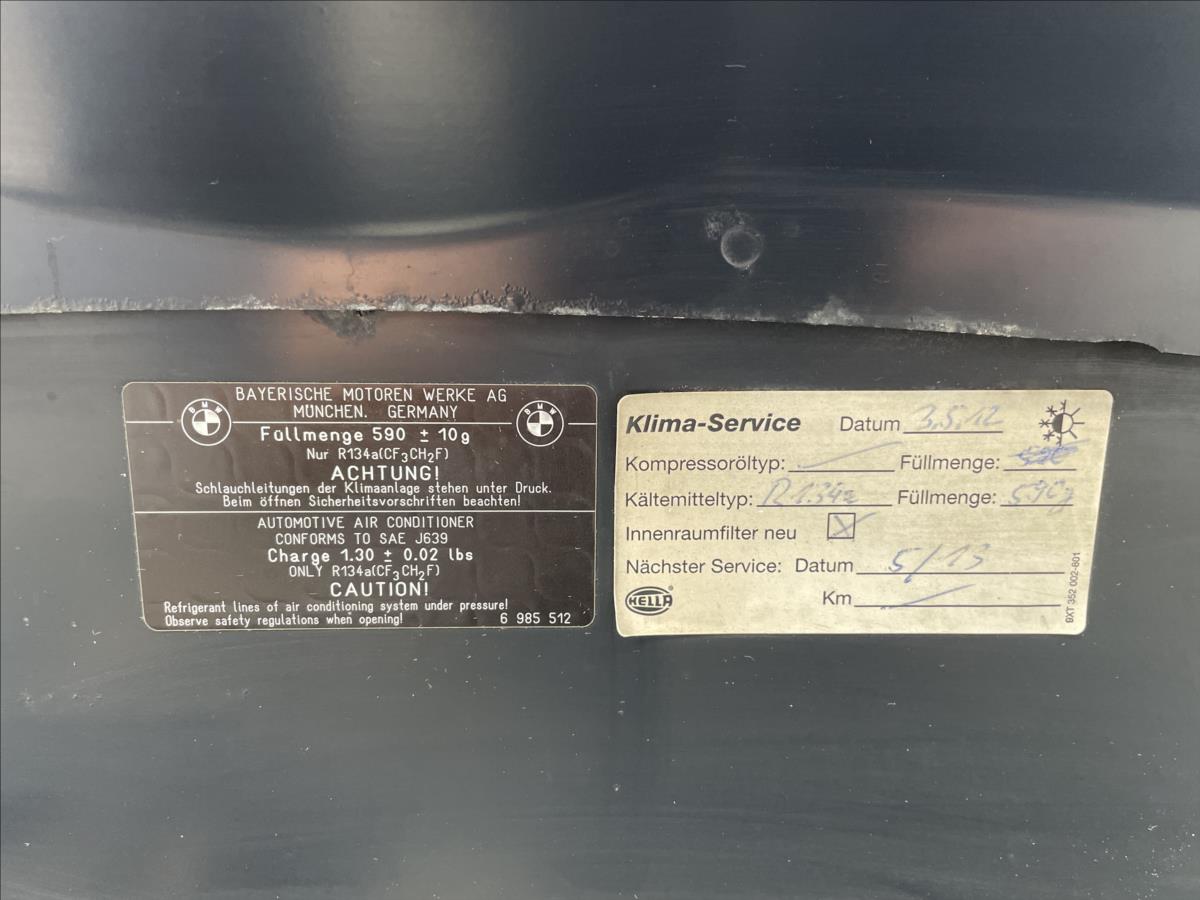 BAYERISCHE MOTOREN WERKE AG
MÜNCHEN. GERMANY
BMW
BMW
Füllmenge 590 ± 10g
Nur R134a(CF₃CH₂F)
ACHTUNG!
Schlauchleitungen der Klimaanlage stehen unter Druck.
Beim öffnen Sicherheitsvorschriften beachten!
AUTOMOTIVE AIR CONDITIONER
CONFORMS TO SAE J639
Charge 1.30 ± 0.02 lbs
ONLY R134a(CF₃CH₂F)
CAUTION!
Refrigerant lines of air conditioning system under pressure!
Observe safety regulations when opening!
6 985 512
Klima-Service Datum 3.5.12
Kompressoröltyp: Füllmenge:
Kältemitteltyp: R134a Füllmenge: 590g
Innenraumfilter neu
Nächster Service: Datum 5/13
Km
HELLA
9XT 352 002-801